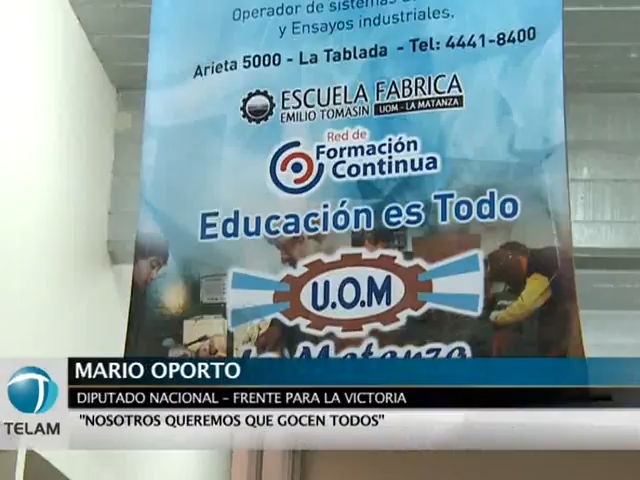 Operador de sistemas
y Ensayos industriales.
Arieta 5000 - La Tablada - Tel: 4441-8400
ESCUELA FABRICA
EMILIO TOMASIN UOM - LA MATANZA
Red de
Formación
Continua
Educación es Todo
U.O.M
La Matanza
MARIO OPORTO
DIPUTADO NACIONAL - FRENTE PARA LA VICTORIA
"NOSOTROS QUEREMOS QUE GOCEN TODOS"
TELAM